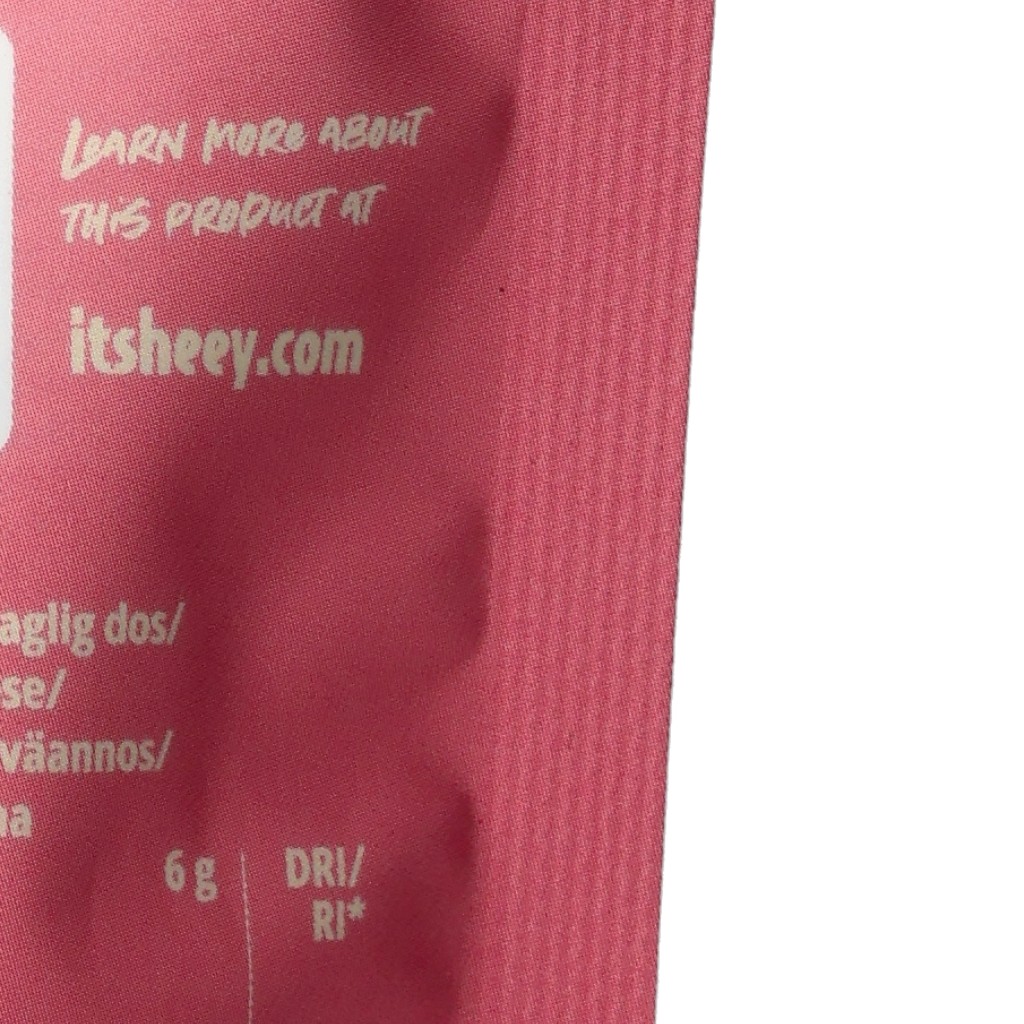 LEARN MORE ABOUT
THIS PRODUCT AT
itsheey.com
aglig dos/
se/
väannos/
na
6 g
DRI/
RI*